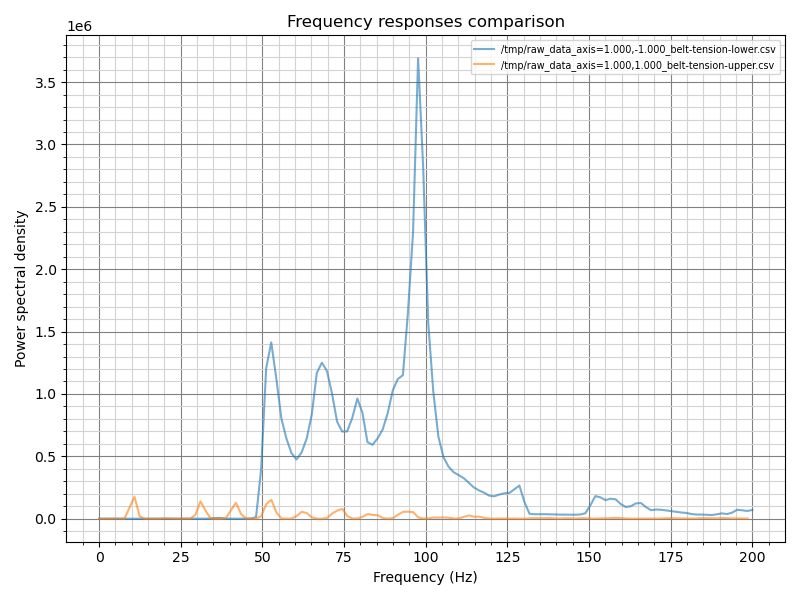 Frequency responses comparison
1e6
/tmp/raw_data_axis=1.000,-1.000_belt-tension-lower.csv
/tmp/raw_data_axis=1.000,1.000_belt-tension-upper.csv
3.5
3.0
2.5
2.0
1.5
1.0
0.5
0.0
Power spectral density
0 25 50 75 100 125 150 175 200
Frequency (Hz)